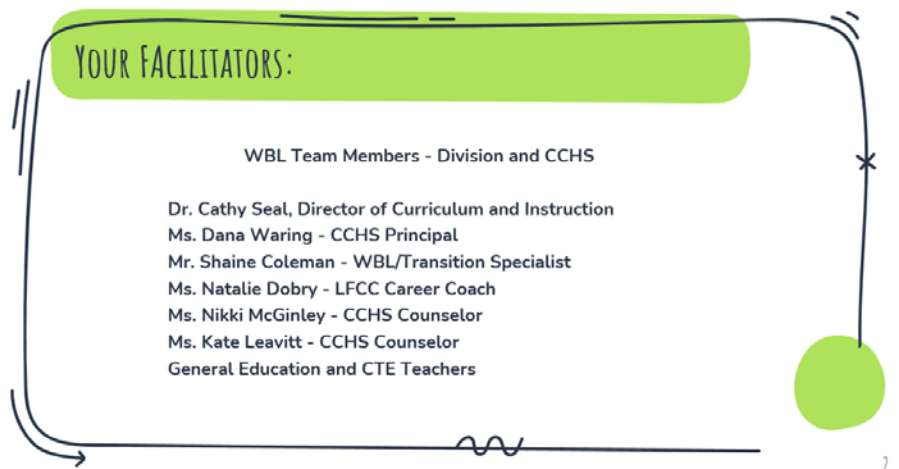 Your FAcilitators:
WBL Team Members - Division and CCHS
Dr. Cathy Seal, Director of Curriculum and Instruction
Ms. Dana Waring - CCHS Principal
Mr. Shaine Coleman - WBL/Transition Specialist
Ms. Natalie Dobry - LFCC Career Coach
Ms. Nikki McGinley - CCHS Counselor
Ms. Kate Leavitt - CCHS Counselor
General Education and CTE Teachers